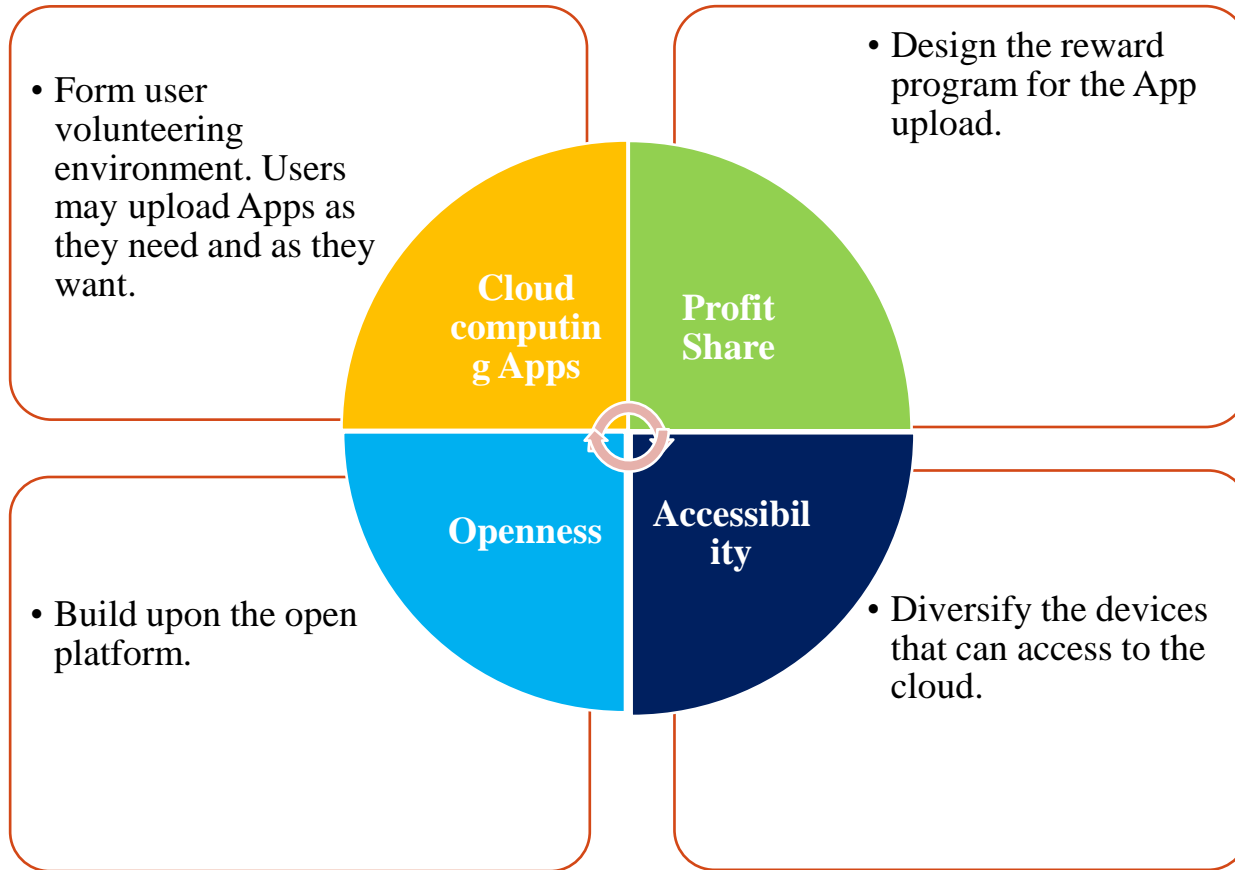 • Form user
volunteering
environment. Users
may upload Apps as
they need and as they
want.
• Design the reward
program for the App
upload.
Cloud
computin
g Apps
Profit
Share
Openness
Accessibil
ity
• Build upon the open
platform.
• Diversify the devices
that can access to the
cloud.